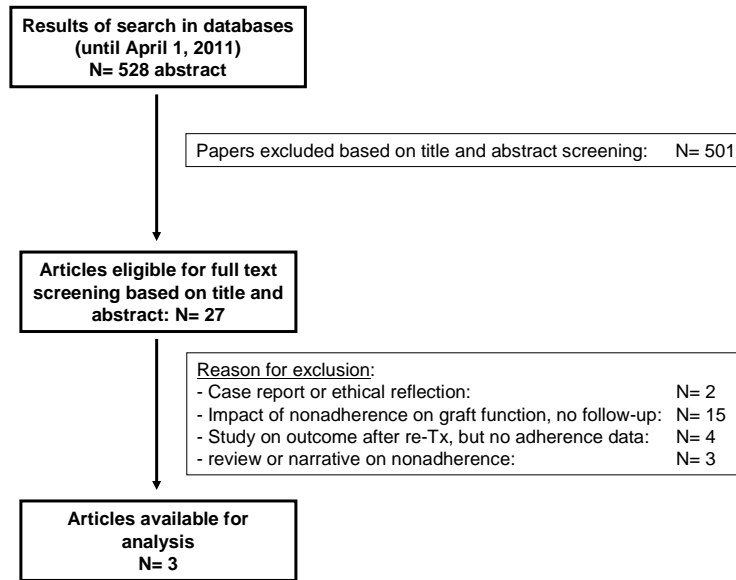 Results of search in databases
(until April 1, 2011)
N= 528 abstract
Papers excluded based on title and abstract screening: N= 501
Articles eligible for full text
screening based on title and
abstract: N= 27
Reason for exclusion:
- Case report or ethical reflection: N= 2
- Impact of nonadherence on graft function, no follow-up: N= 15
- Study on outcome after re-Tx, but no adherence data: N= 4
- review or narrative on nonadherence: N= 3
Articles available for
analysis
N= 3